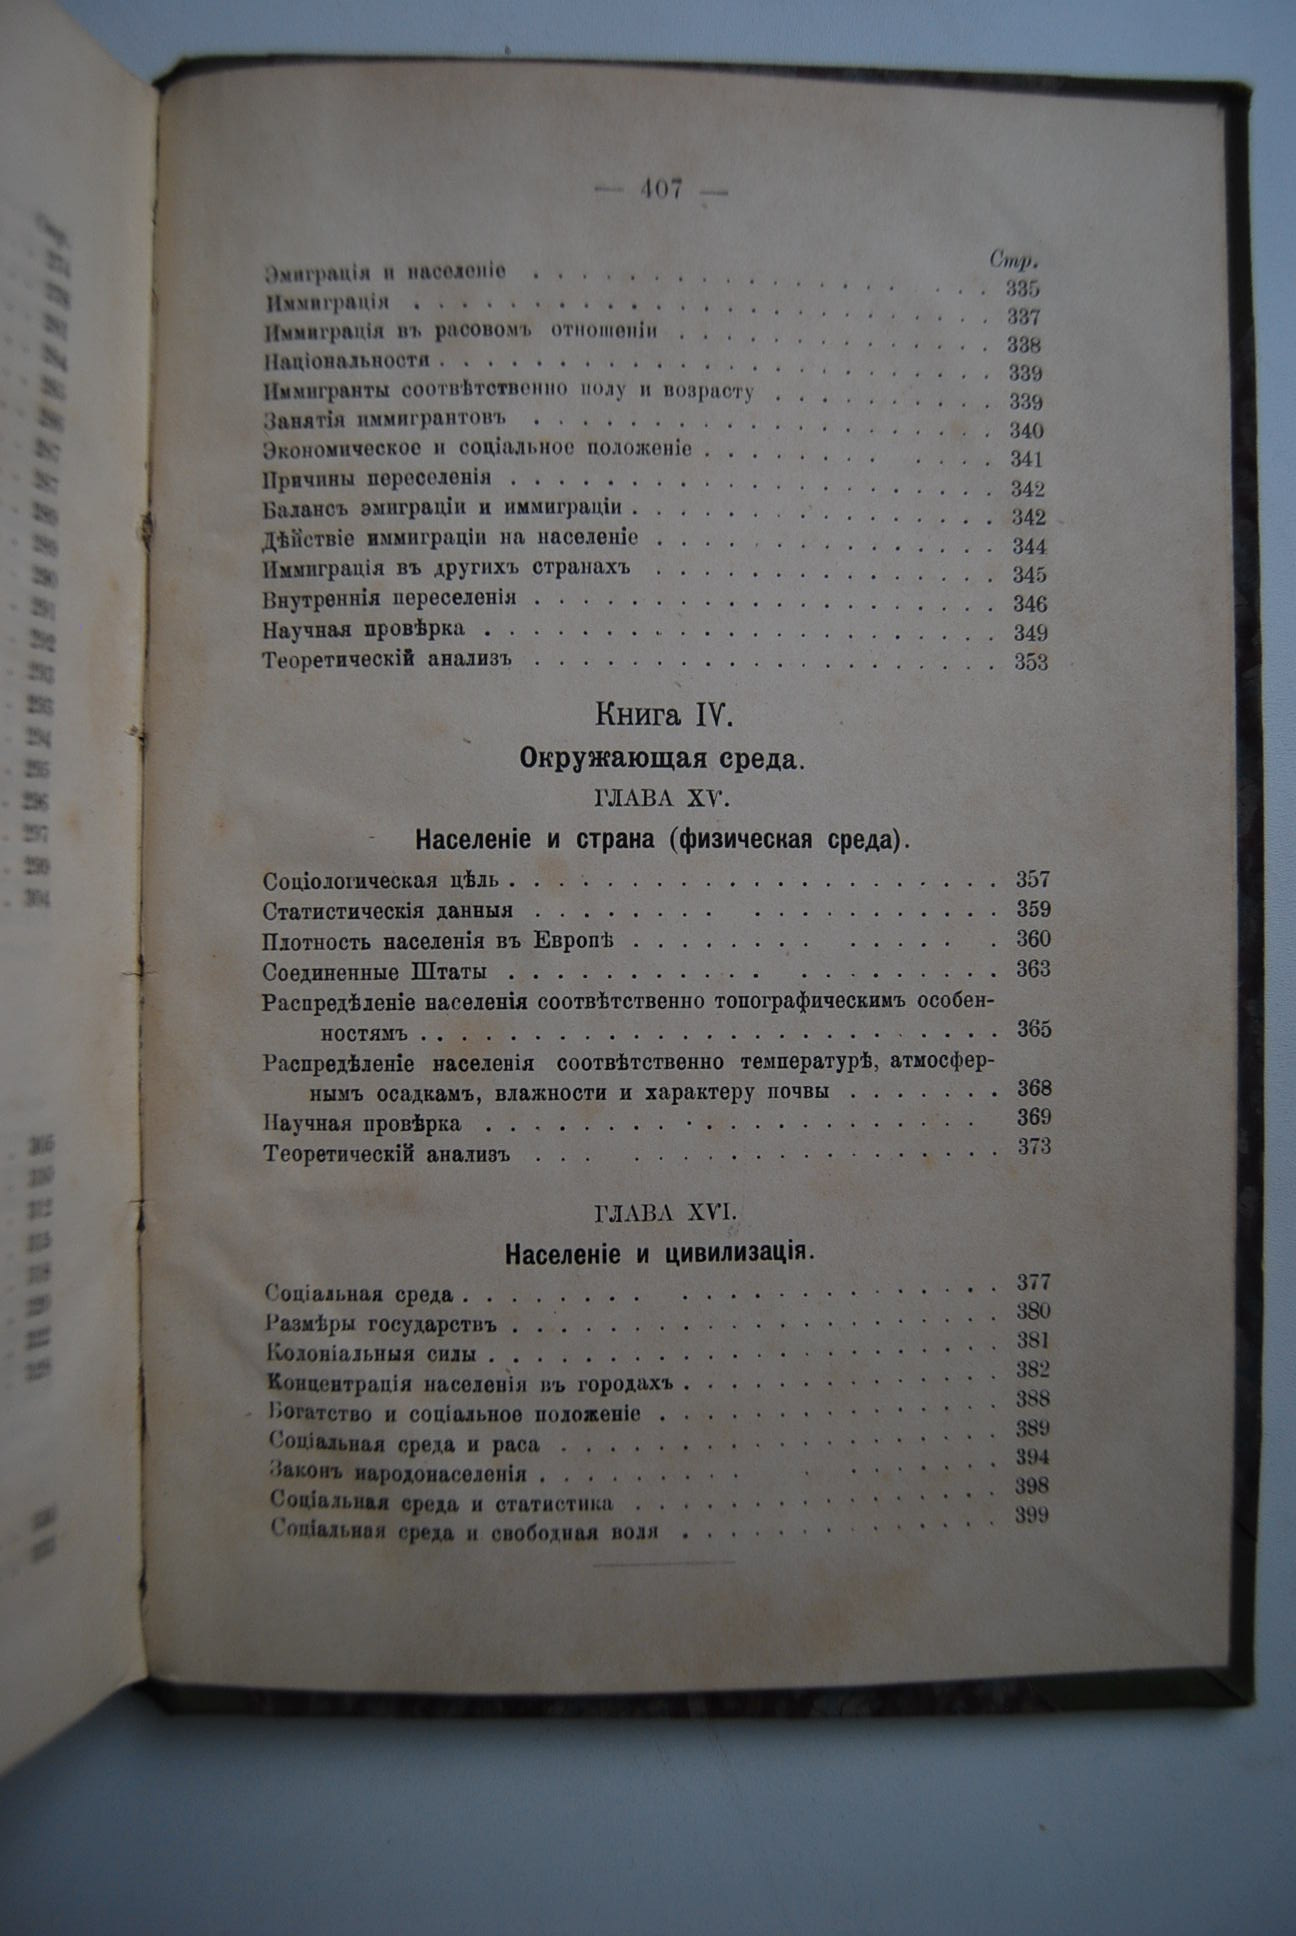 — 407 —
Стр.
Эмиграція и населеніе . . . . . . . . . . . . . . . . . . 335
Иммиграція . . . . . . . . . . . . . . . . . . . . . . . 337
Иммиграція въ расовомъ отношеніи . . . . . . . . . . . . . 338
Національности . . . . . . . . . . . . . . . . . . . . . . 339
Иммигранты соотвѣтственно полу и возрасту . . . . . . . . . 339
Занятія иммигрантовъ . . . . . . . . . . . . . . . . . . . 340
Экономическое и соціальное положеніе . . . . . . . . . . . 341
Причины переселенія . . . . . . . . . . . . . . . . . . . . 342
Балансъ эмиграціи и иммиграціи . . . . . . . . . . . . . . . 342
Дѣйствіе иммиграціи на населеніе . . . . . . . . . . . . . . 344
Иммиграція въ другихъ странахъ . . . . . . . . . . . . . . 345
Внутреннія переселенія . . . . . . . . . . . . . . . . . . . 346
Научная провѣрка . . . . . . . . . . . . . . . . . . . . . 349
Теоретическій анализъ . . . . . . . . . . . . . . . . . . . 353
Книга IV.
Окружающая среда.
ГЛАВА XV.
Населеніе и страна (физическая среда).
Соціологическая цѣль . . . . . . . . . . . . . . . . . . . . 357
Статистическія данныя . . . . . . . . . . . . . . . . . . 359
Плотность населенія въ Европѣ . . . . . . . . . . . . . . 360
Соединенные Штаты . . . . . . . . . . . . . . . . . . . . 363
Распредѣленіе населенія соотвѣтственно топографическимъ особен-
ностямъ . . . . . . . . . . . . . . . . . . . . . . . . 365
Распредѣленіе населенія соотвѣтственно температурѣ, атмосфер-
нымъ осадкамъ, влажности и характеру почвы . . . . . . . 368
Научная провѣрка . . . . . . . . . . . . . . . . . . . . . 369
Теоретическій анализъ . . . . . . . . . . . . . . . . . . 373
ГЛАВА XVI.
Населеніе и цивилизація.
Соціальная среда . . . . . . . . . . . . . . . . . . . . . 377
Размѣры государствъ . . . . . . . . . . . . . . . . . . . . 380
Колоніальныя силы . . . . . . . . . . . . . . . . . . . . . 381
Концентрація населенія въ городахъ . . . . . . . . . . . . . 382
Богатство и соціальное положеніе . . . . . . . . . . . . . . 388
Соціальная среда и раса . . . . . . . . . . . . . . . . . . 389
Законъ народонаселенія . . . . . . . . . . . . . . . . . . 394
Соціальная среда и статистика . . . . . . . . . . . . . . . 398
Соціальная среда и свободная воля . . . . . . . . . . . . . 399